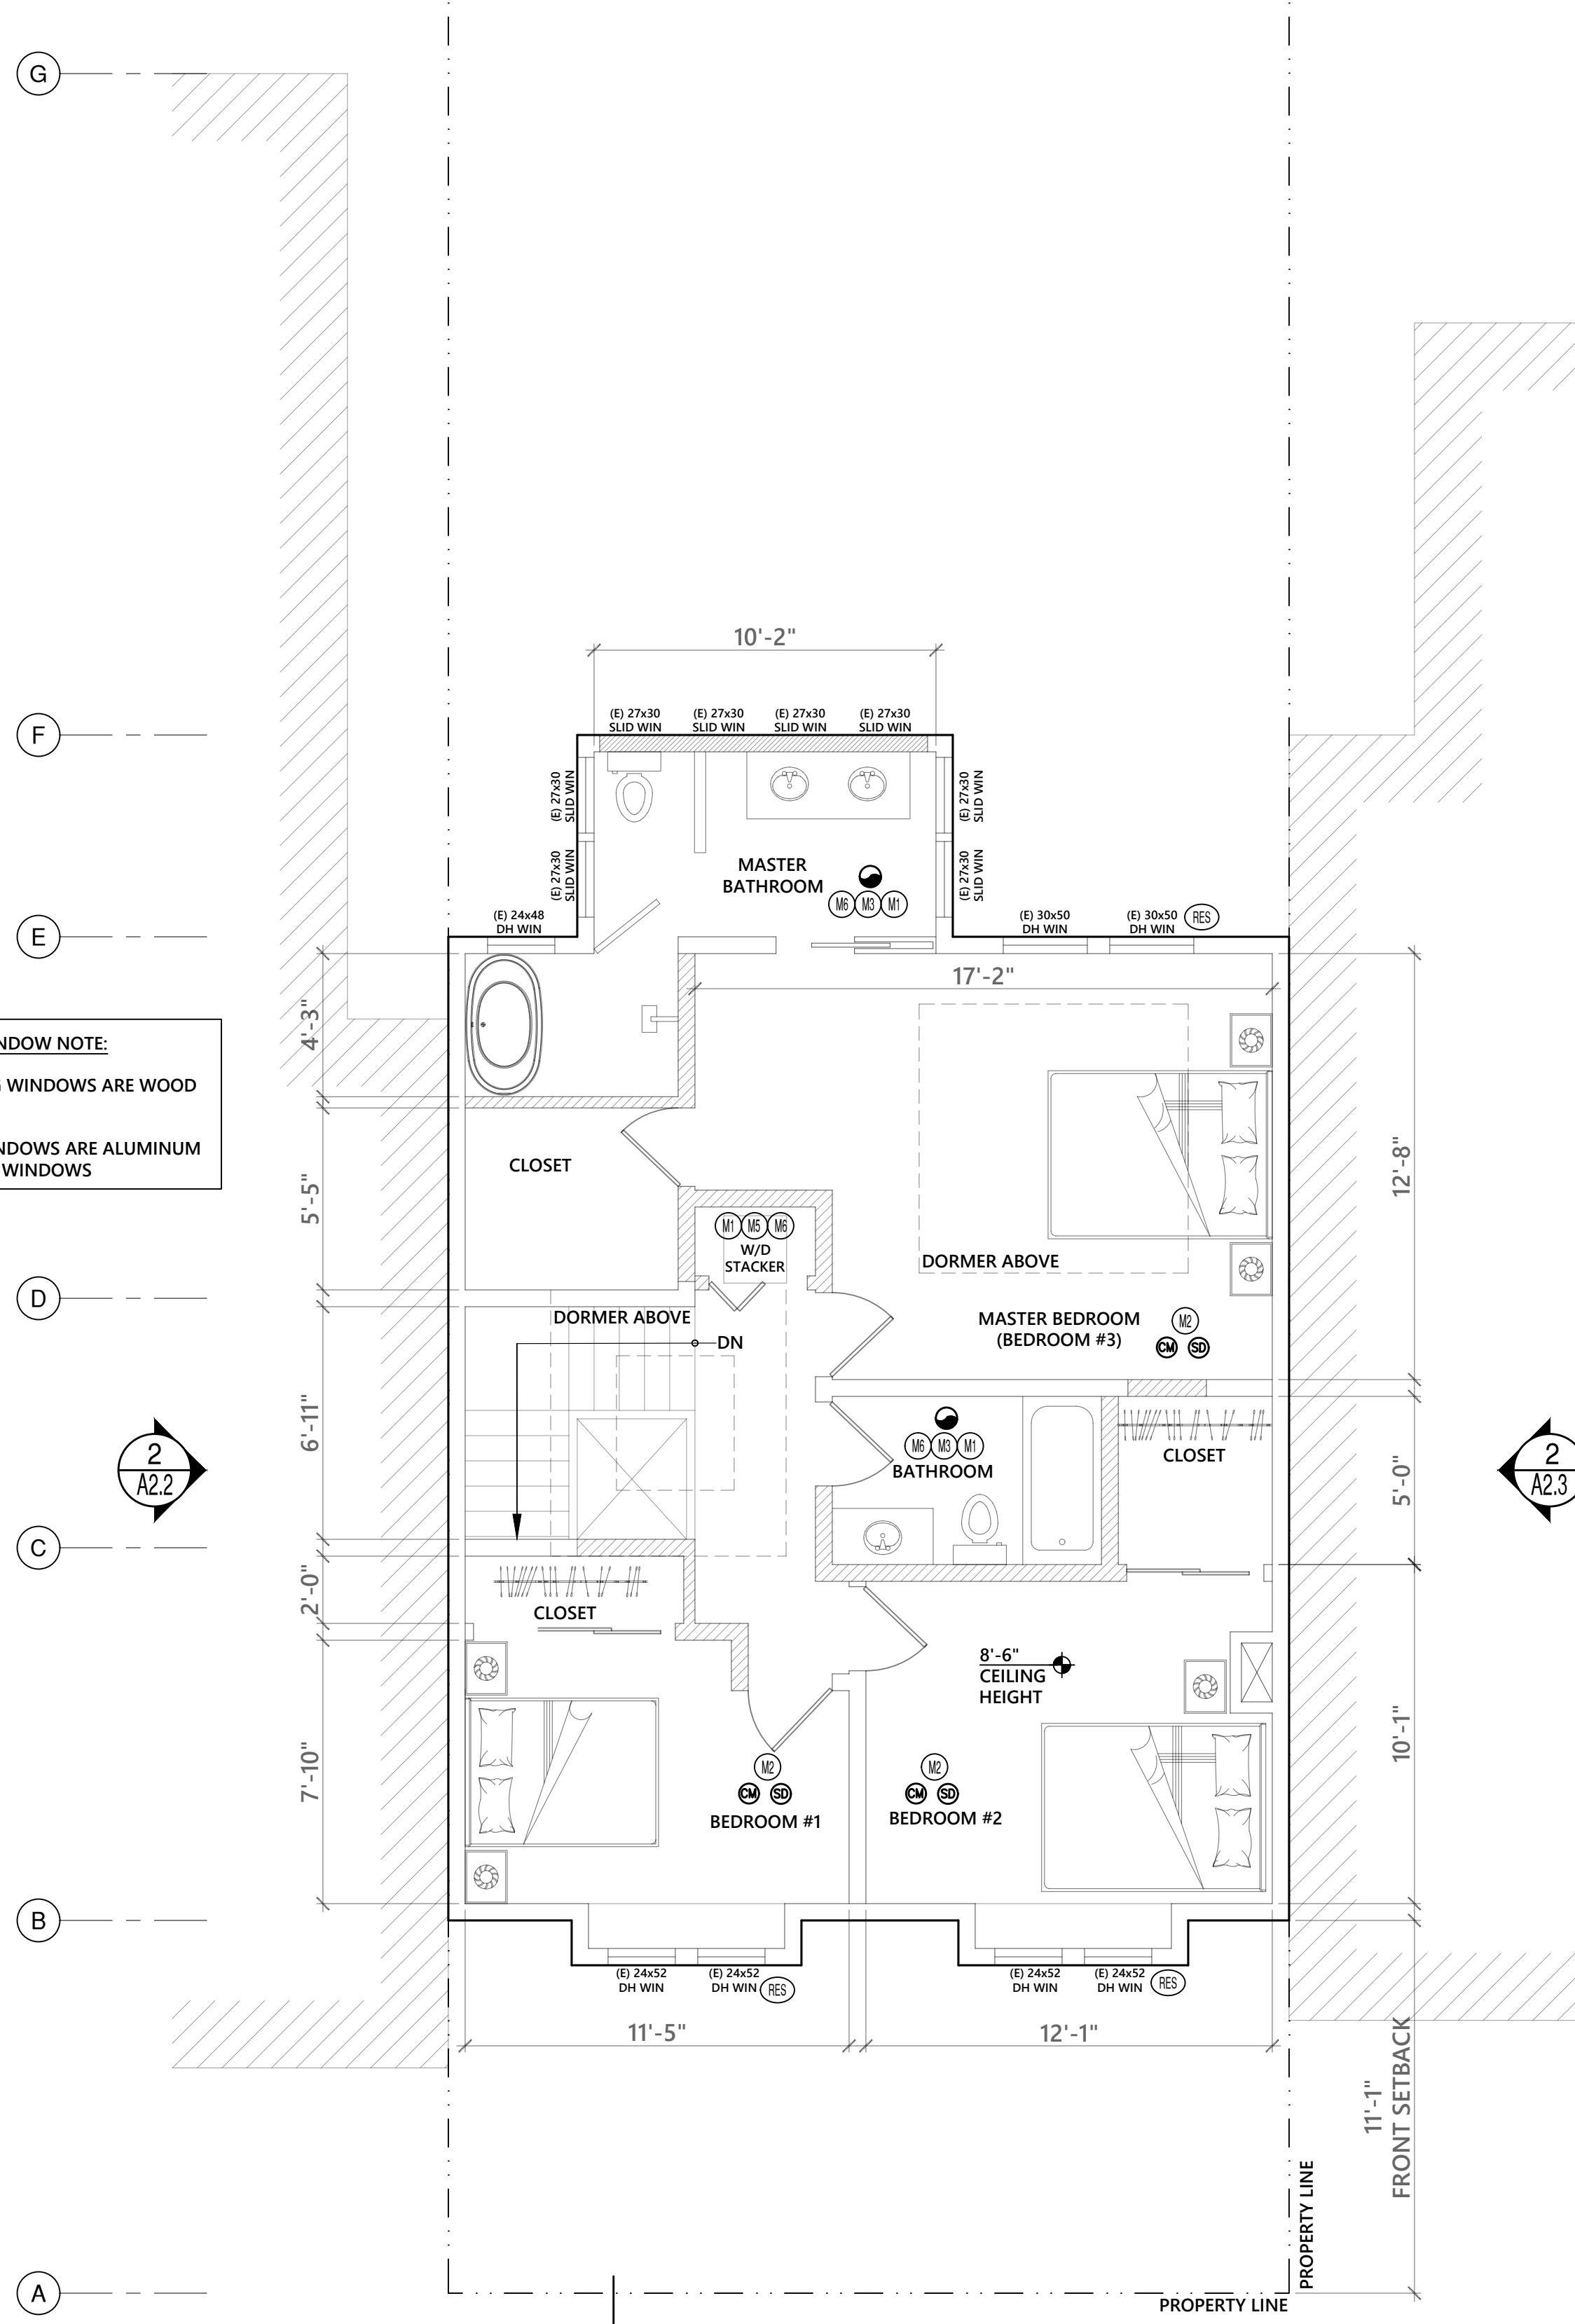 G
10'-2"
F
(E) 27x30
SLID WIN
(E) 27x30
SLID WIN
(E) 27x30
SLID WIN
(E) 27x30
SLID WIN
(E) 27x30
SLID WIN
(E) 27x30
SLID WIN
(E) 27x30
SLID WIN
(E) 27x30
SLID WIN
MASTER
BATHROOM
M6 M3 M1
E
(E) 24x48
DH WIN
(E) 30x50
DH WIN
(E) 30x50
DH WIN
RES
17'-2"
4'-3"
NDOW NOTE:
WINDOWS ARE WOOD
NDOWS ARE ALUMINUM
WINDOWS
CLOSET
5'-5"
12'-8"
M1 M5 M6
W/D
STACKER
DORMER ABOVE
D
DORMER ABOVE
DN
MASTER BEDROOM
(BEDROOM #3)
M2
CM SD
6'-11"
2
A2.2
M6 M3 M1
BATHROOM
CLOSET
5'-0"
2
A2.3
C
2'-0"
CLOSET
8'-6"
CEILING
HEIGHT
7'-10"
10'-1"
M2
CM SD
BEDROOM #1
M2
CM SD
BEDROOM #2
B
(E) 24x52
DH WIN
(E) 24x52
DH WIN
RES
(E) 24x52
DH WIN
(E) 24x52
DH WIN
RES
11'-5"
12'-1"
11'-1"
FRONT SETBACK
PROPERTY LINE
A
PROPERTY LINE